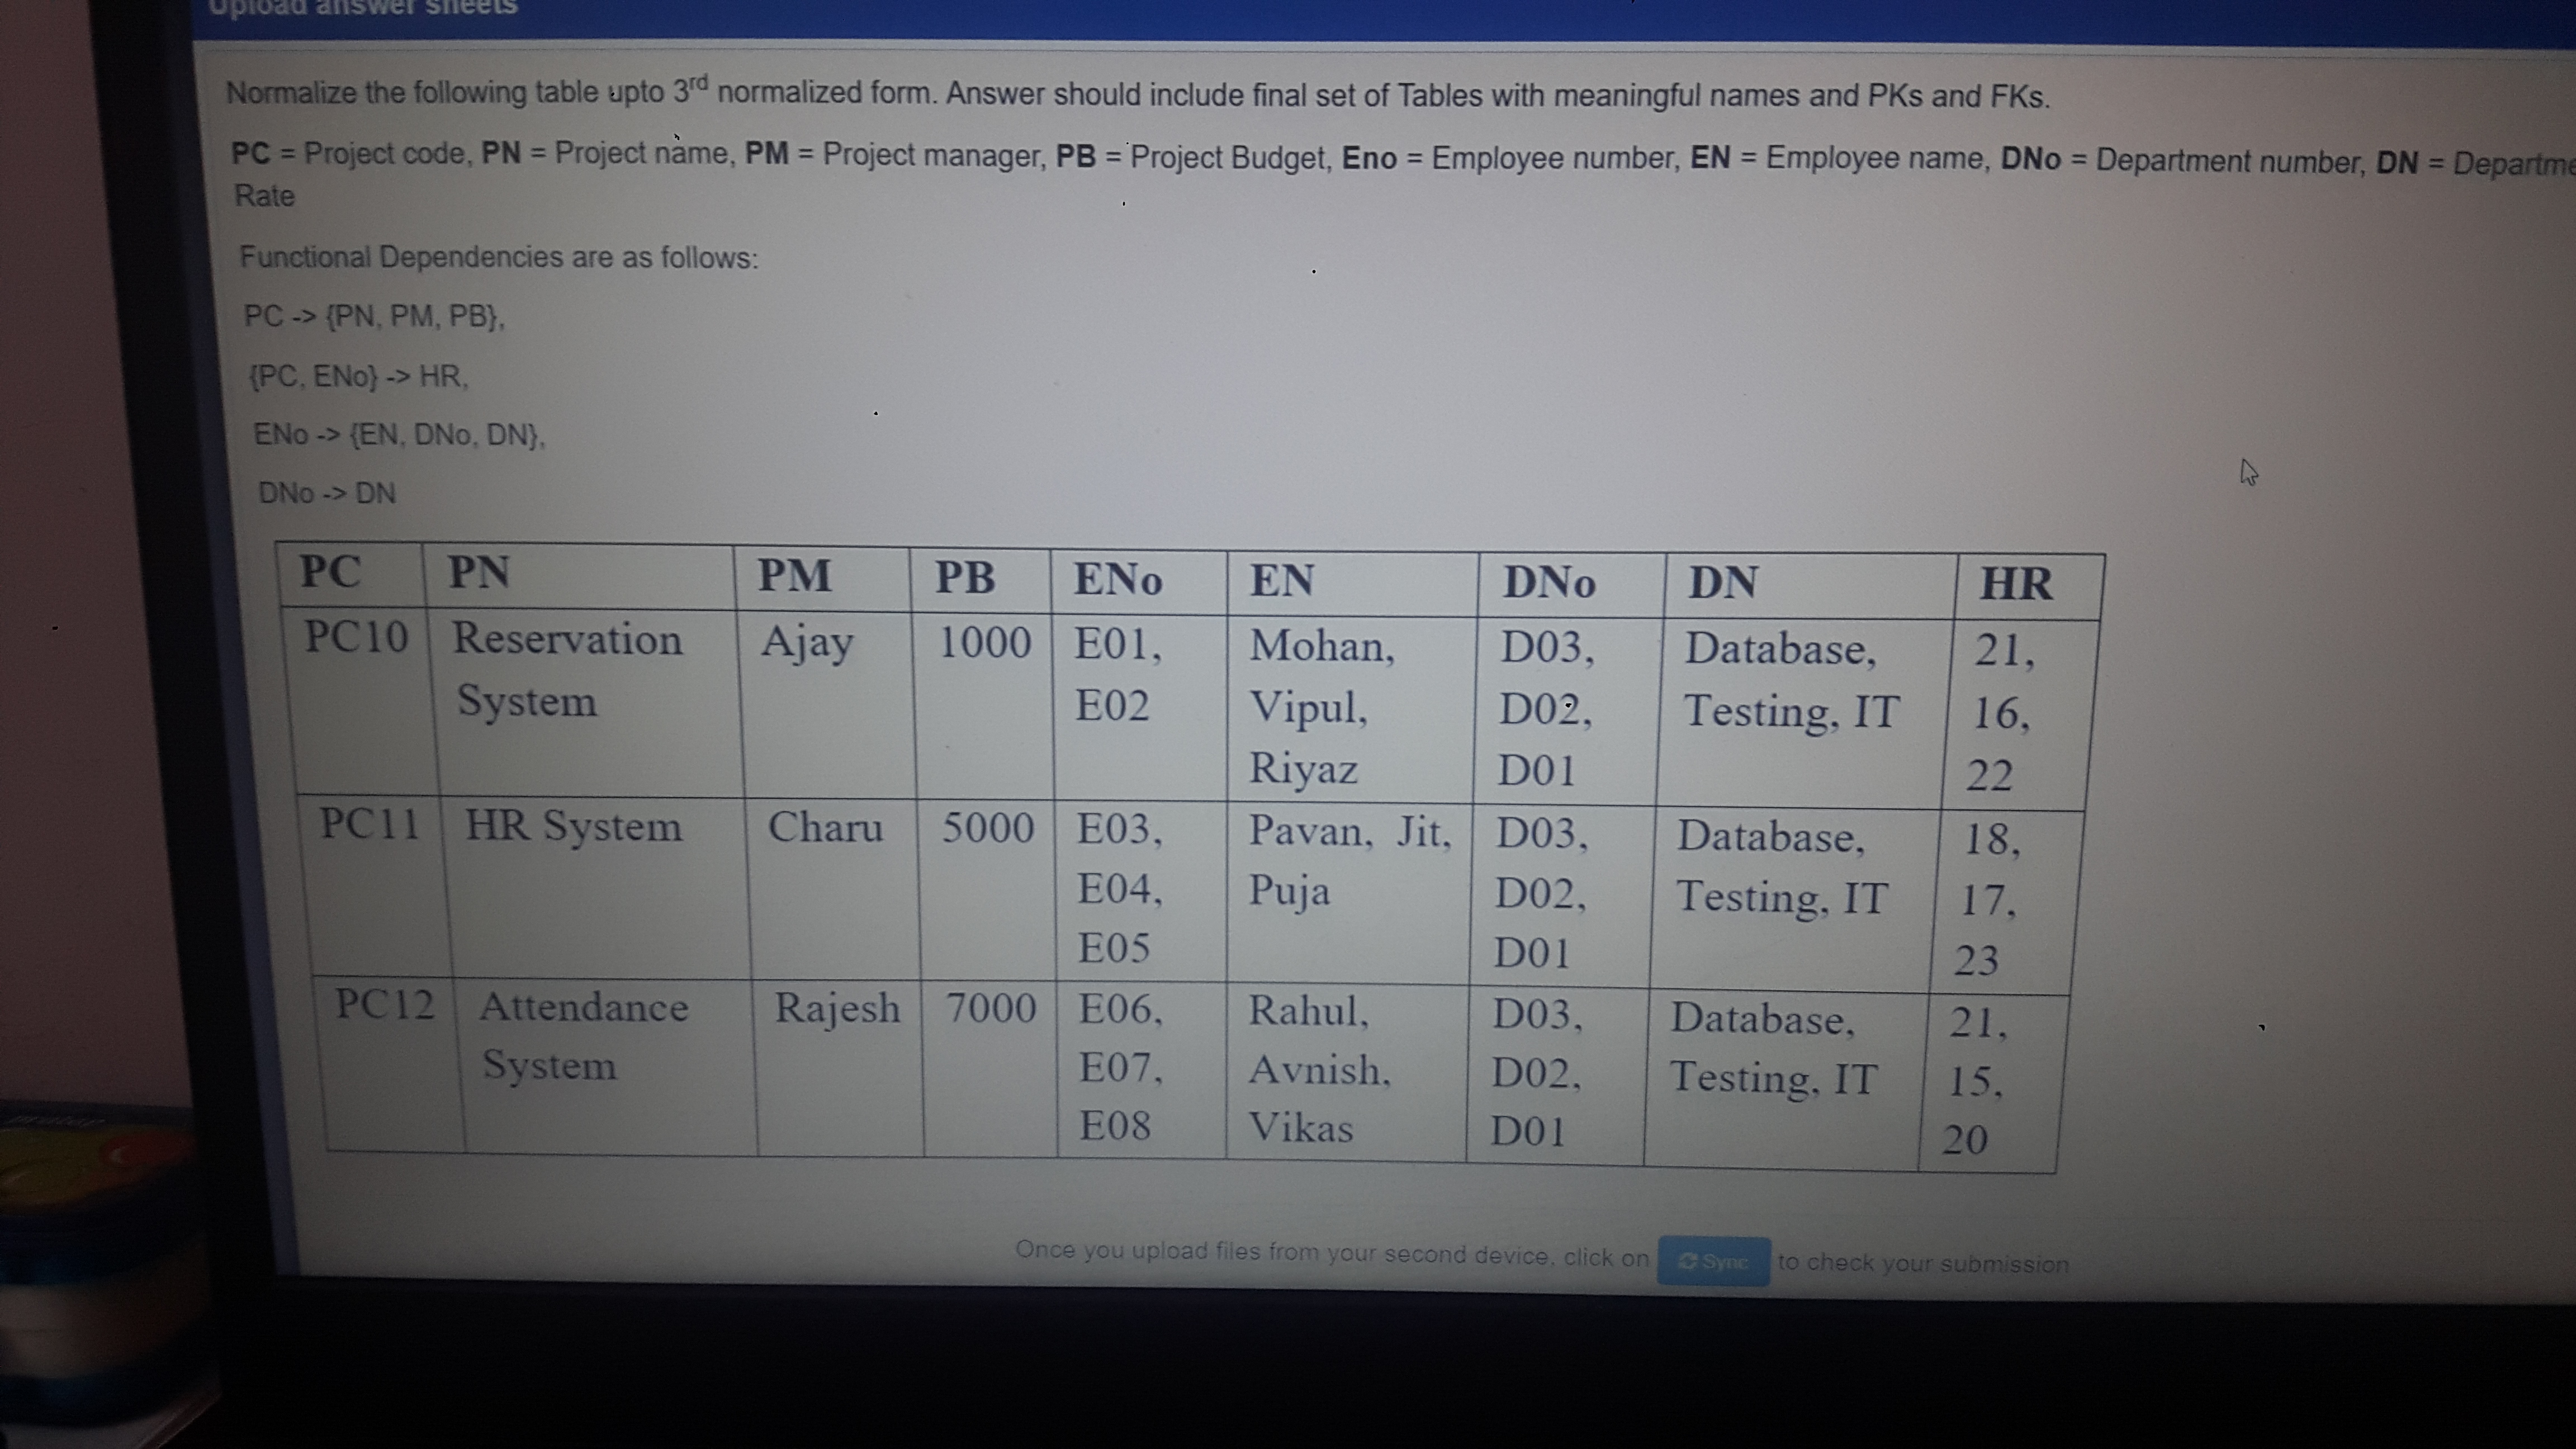 Upload answer sheets
Normalize the following table upto 3rd normalized form. Answer should include final set of Tables with meaningful names and PKs and FKs.
PC = Project code, PN = Project name, PM = Project manager, PB = Project Budget, Eno = Employee number, EN = Employee name, DNo = Department number, DN = Departme
Rate
Functional Dependencies are as follows:
PC -> {PN, PM, PB},
{PC, ENo} -> HR,
ENo -> {EN, DNo, DN},
DNo -> DN
PC PN PM PB ENo EN DNo DN HR
PC10 Reservation Ajay 1000 E01, Mohan, D03, Database, 21,
System E02 Vipul, D02, Testing, IT 16,
Riyaz D01 22
PC11 HR System Charu 5000 E03, Pavan, Jit, D03, Database, 18,
E04, Puja D02, Testing, IT 17,
E05 D01 23
PC12 Attendance Rajesh 7000 E06, Rahul, D03, Database, 21,
System E07, Avnish, D02, Testing, IT 15,
E08 Vikas D01 20
Once you upload files from your second device, click on Sync to check your submission